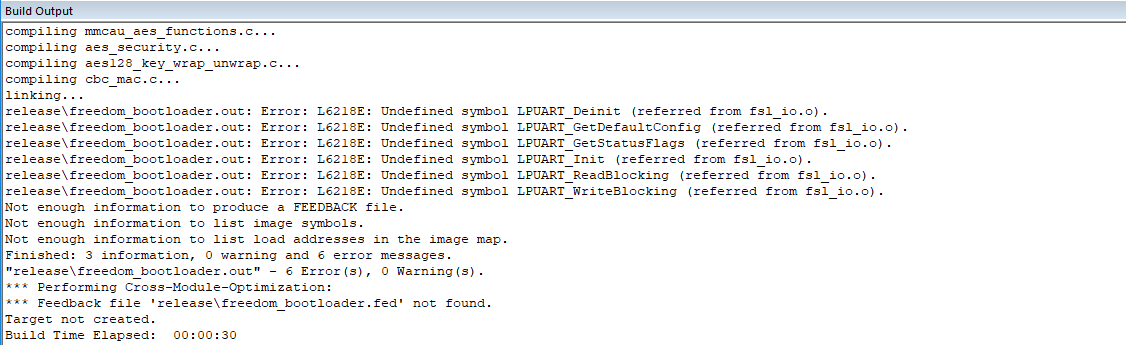 Build Output
compiling mmcau_aes_functions.c...
compiling aes_security.c...
compiling aes128_key_wrap_unwrap.c...
compiling cbc_mac.c...
linking...
release\freedom_bootloader.out: Error: L6218E: Undefined symbol LPUART_Deinit (referred from fsl_io.o).
release\freedom_bootloader.out: Error: L6218E: Undefined symbol LPUART_GetDefaultConfig (referred from fsl_io.o).
release\freedom_bootloader.out: Error: L6218E: Undefined symbol LPUART_GetStatusFlags (referred from fsl_io.o).
release\freedom_bootloader.out: Error: L6218E: Undefined symbol LPUART_Init (referred from fsl_io.o).
release\freedom_bootloader.out: Error: L6218E: Undefined symbol LPUART_ReadBlocking (referred from fsl_io.o).
release\freedom_bootloader.out: Error: L6218E: Undefined symbol LPUART_WriteBlocking (referred from fsl_io.o).
Not enough information to produce a FEEDBACK file.
Not enough information to list image symbols.
Not enough information to list load addresses in the image map.
Finished: 3 information, 0 warning and 6 error messages.
"release\freedom_bootloader.out" - 6 Error(s), 0 Warning(s).
*** Performing Cross-Module-Optimization:
*** Feedback file 'release\freedom_bootloader.fed' not found.
Target not created.
Build Time Elapsed:  00:00:30